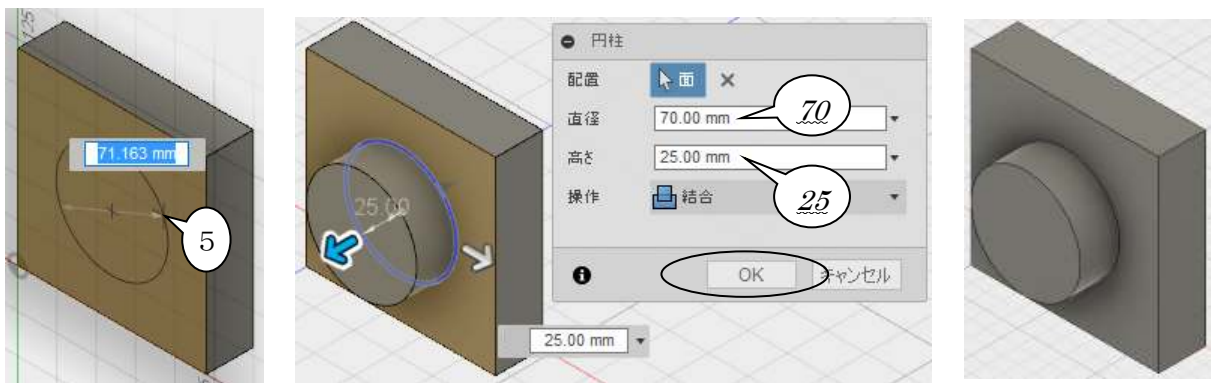 125
71.163 mm
5
25.00
円柱
配置 面 ×
直径 70.00 mm 70
高さ 25.00 mm 25
操作 結合
OK キャンセル
25.00 mm